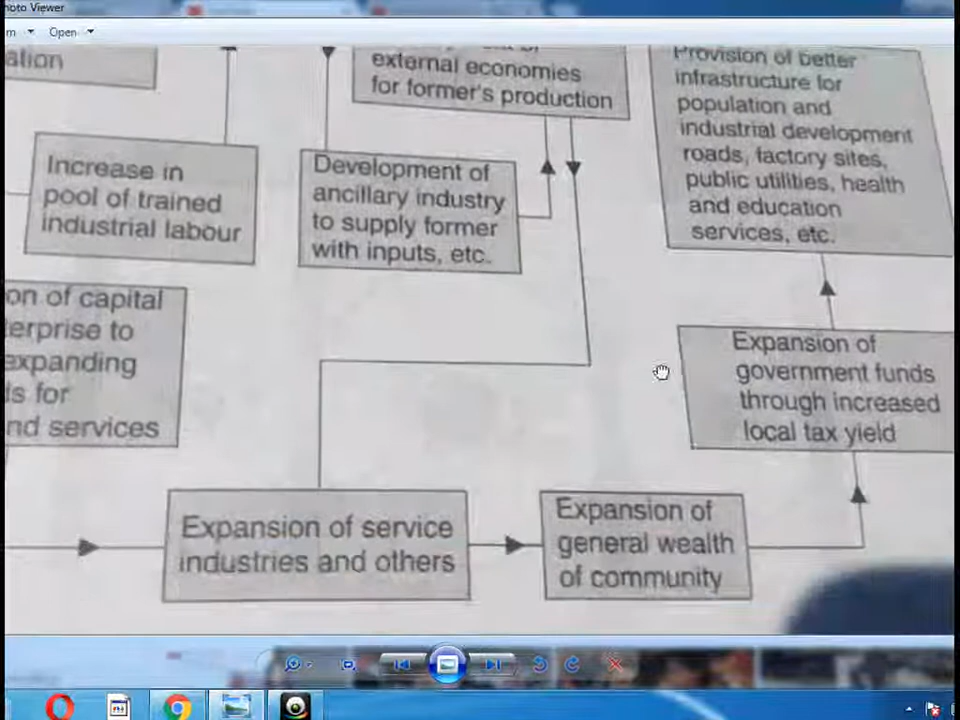 hoto Viewer
m
Open
ation
external economies
for former's production
Provision of better
infrastructure for
population and
industrial development
roads, factory sites,
public utilities, health
and education
services, etc.
Increase in
pool of trained
industrial labour
Development of
ancillary industry
to supply former
with inputs, etc.
on of capital
erprise to
expanding
ds for
nd services
Expansion of
government funds
through increased
local tax yield
Expansion of service
industries and others
Expansion of
general wealth
of community